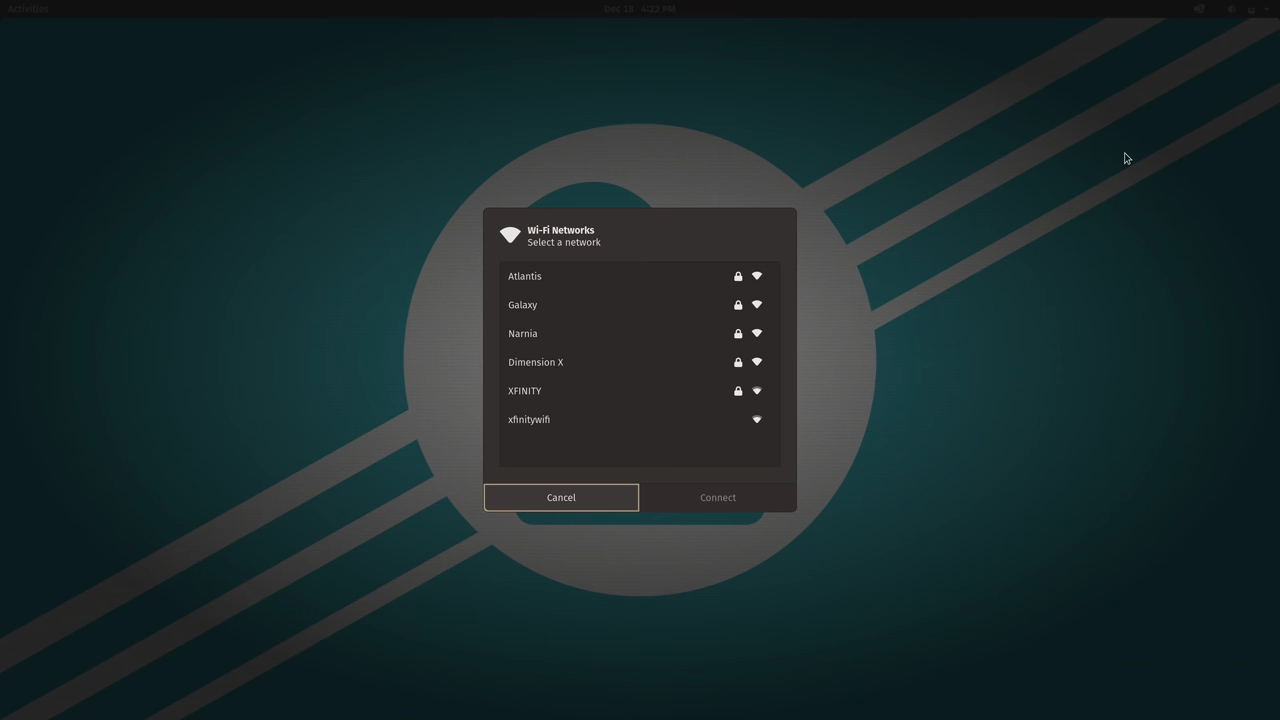 Activities
Dec 18 4:22 PM
Wi-Fi Networks
Select a network
Atlantis
Galaxy
Narnia
Dimension X
XFINITY
xfinitywifi
Cancel
Connect